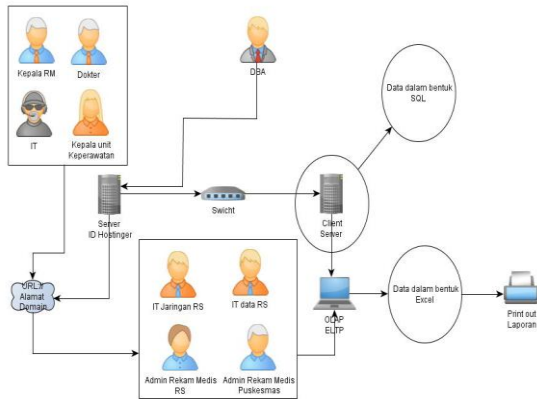 Kepala RM
Dokter
IT
Kepala unit
Keperawatan
DBA
Data dalam bentuk
SQL
Server
ID Hostinger
Swicht
Client
Server
URL://
Alamat
Domain
IT Jaringan RS
IT data RS
Admin Rekam Medis
RS
Admin Rekam Medis
Puskesmas
OLAP
ELTP
Data dalam bentuk
Excel
Print out
Laporan